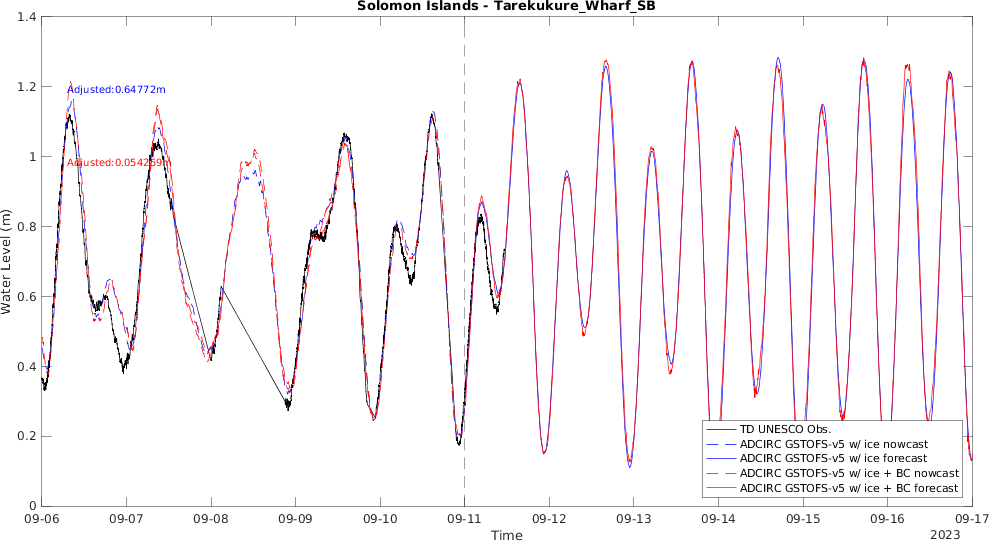 Solomon Islands - Tarekukure_Wharf_SB
Water Level (m)
1.4
1.2
1
0.8
0.6
0.4
0.2
0
Adjusted:0.64772m
Adjusted:0.054269m
TD UNESCO Obs.
ADCIRC GSTOFS-v5 w/ ice nowcast
ADCIRC GSTOFS-v5 w/ ice forecast
ADCIRC GSTOFS-v5 w/ ice + BC nowcast
ADCIRC GSTOFS-v5 w/ ice + BC forecast
09-06 09-07 09-08 09-09 09-10 09-11 09-12 09-13 09-14 09-15 09-16 09-17
Time
2023